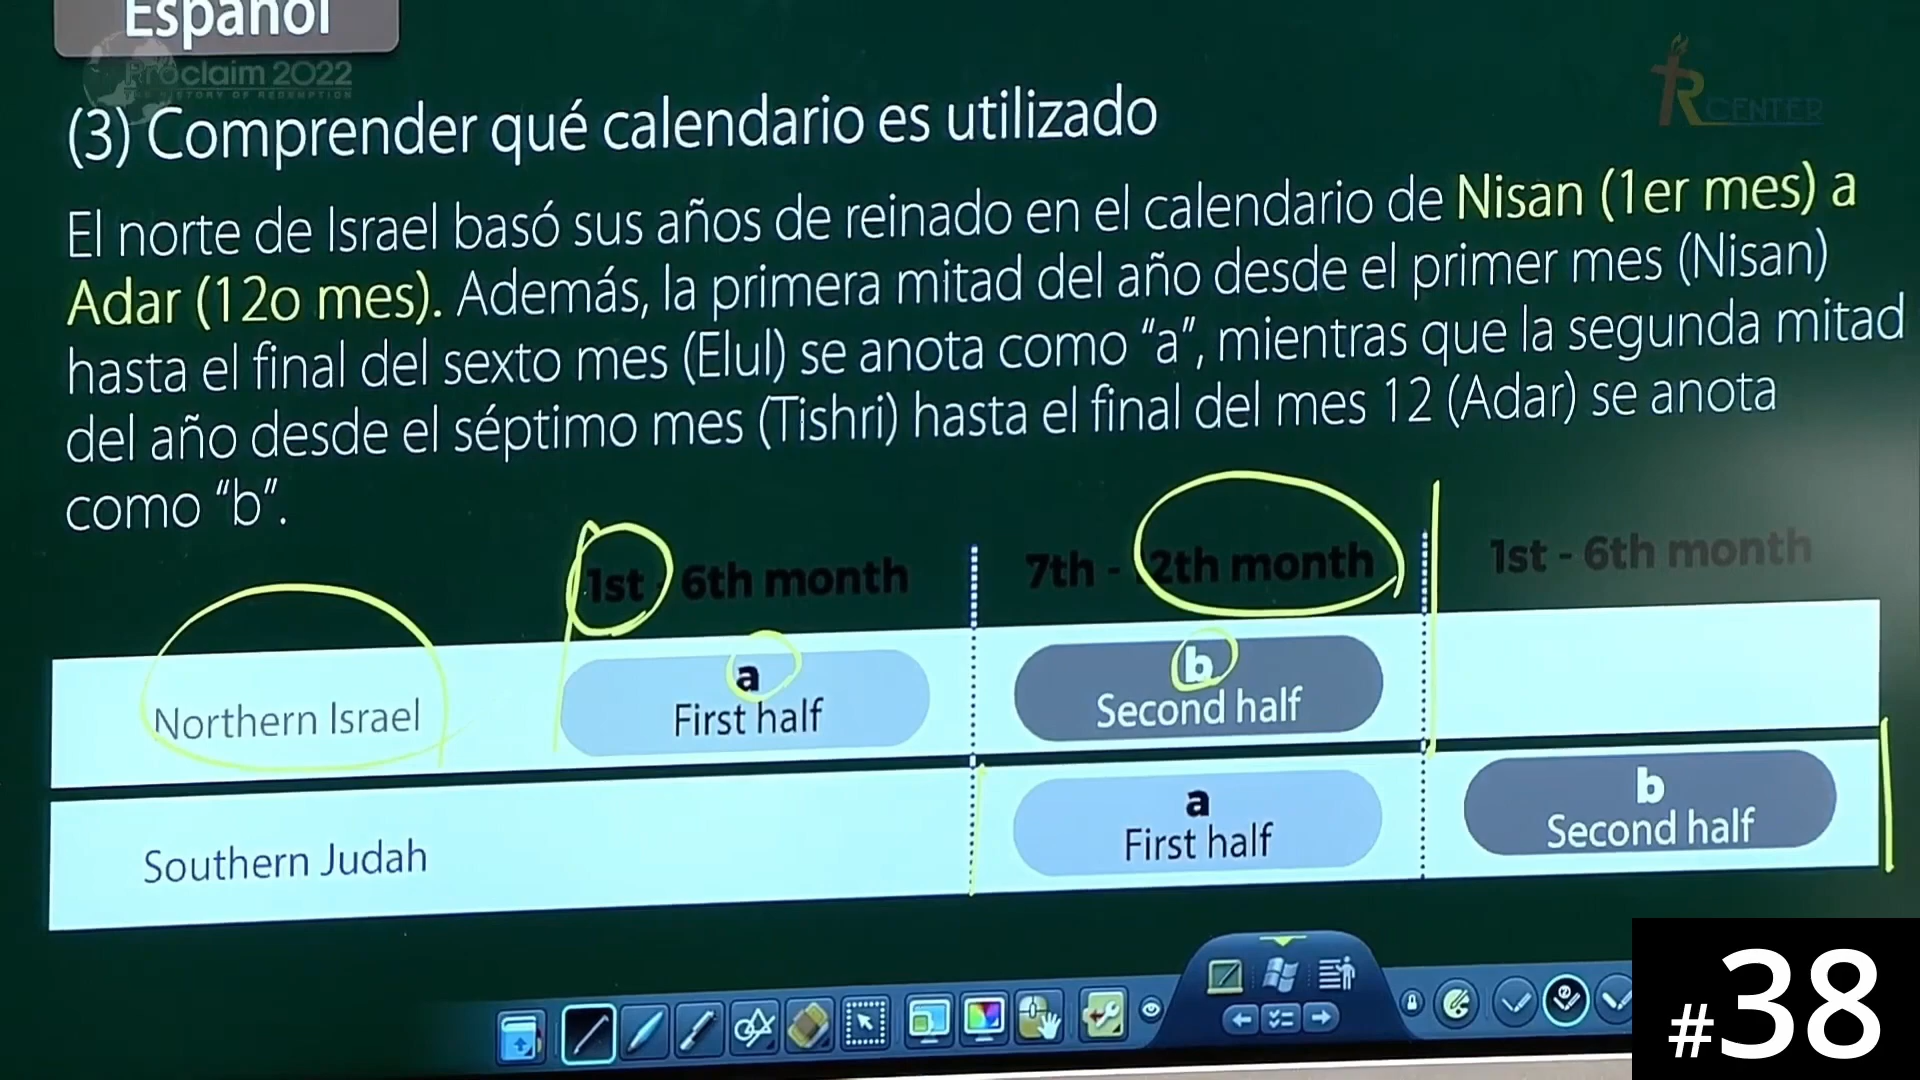 Español
Proclaim 2022
THE HISTORY OF REDEMPTION
R CENTER
(3) Comprender qué calendario es utilizado
El norte de Israel basó sus años de reinado en el calendario de Nisan (1er mes) a
Adar (12o mes). Además, la primera mitad del año desde el primer mes (Nisan)
hasta el final del sexto mes (Elul) se anota como “a”, mientras que la segunda mitad
del año desde el séptimo mes (Tishri) hasta el final del mes 12 (Adar) se anota
como “b”.
1st - 6th month
7th - 12th month
1st - 6th month
Northern Israel
a
First half
b
Second half
Southern Judah
a
First half
b
Second half
#38